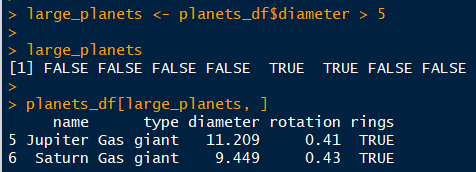 > large_planets <- planets_df$diameter > 5
>
> large_planets
[1] FALSE FALSE FALSE FALSE  TRUE  TRUE FALSE FALSE
>
> planets_df[large_planets, ]
     name      type diameter rotation rings
5 Jupiter Gas giant   11.209     0.41  TRUE
6  Saturn Gas giant    9.449     0.43  TRUE